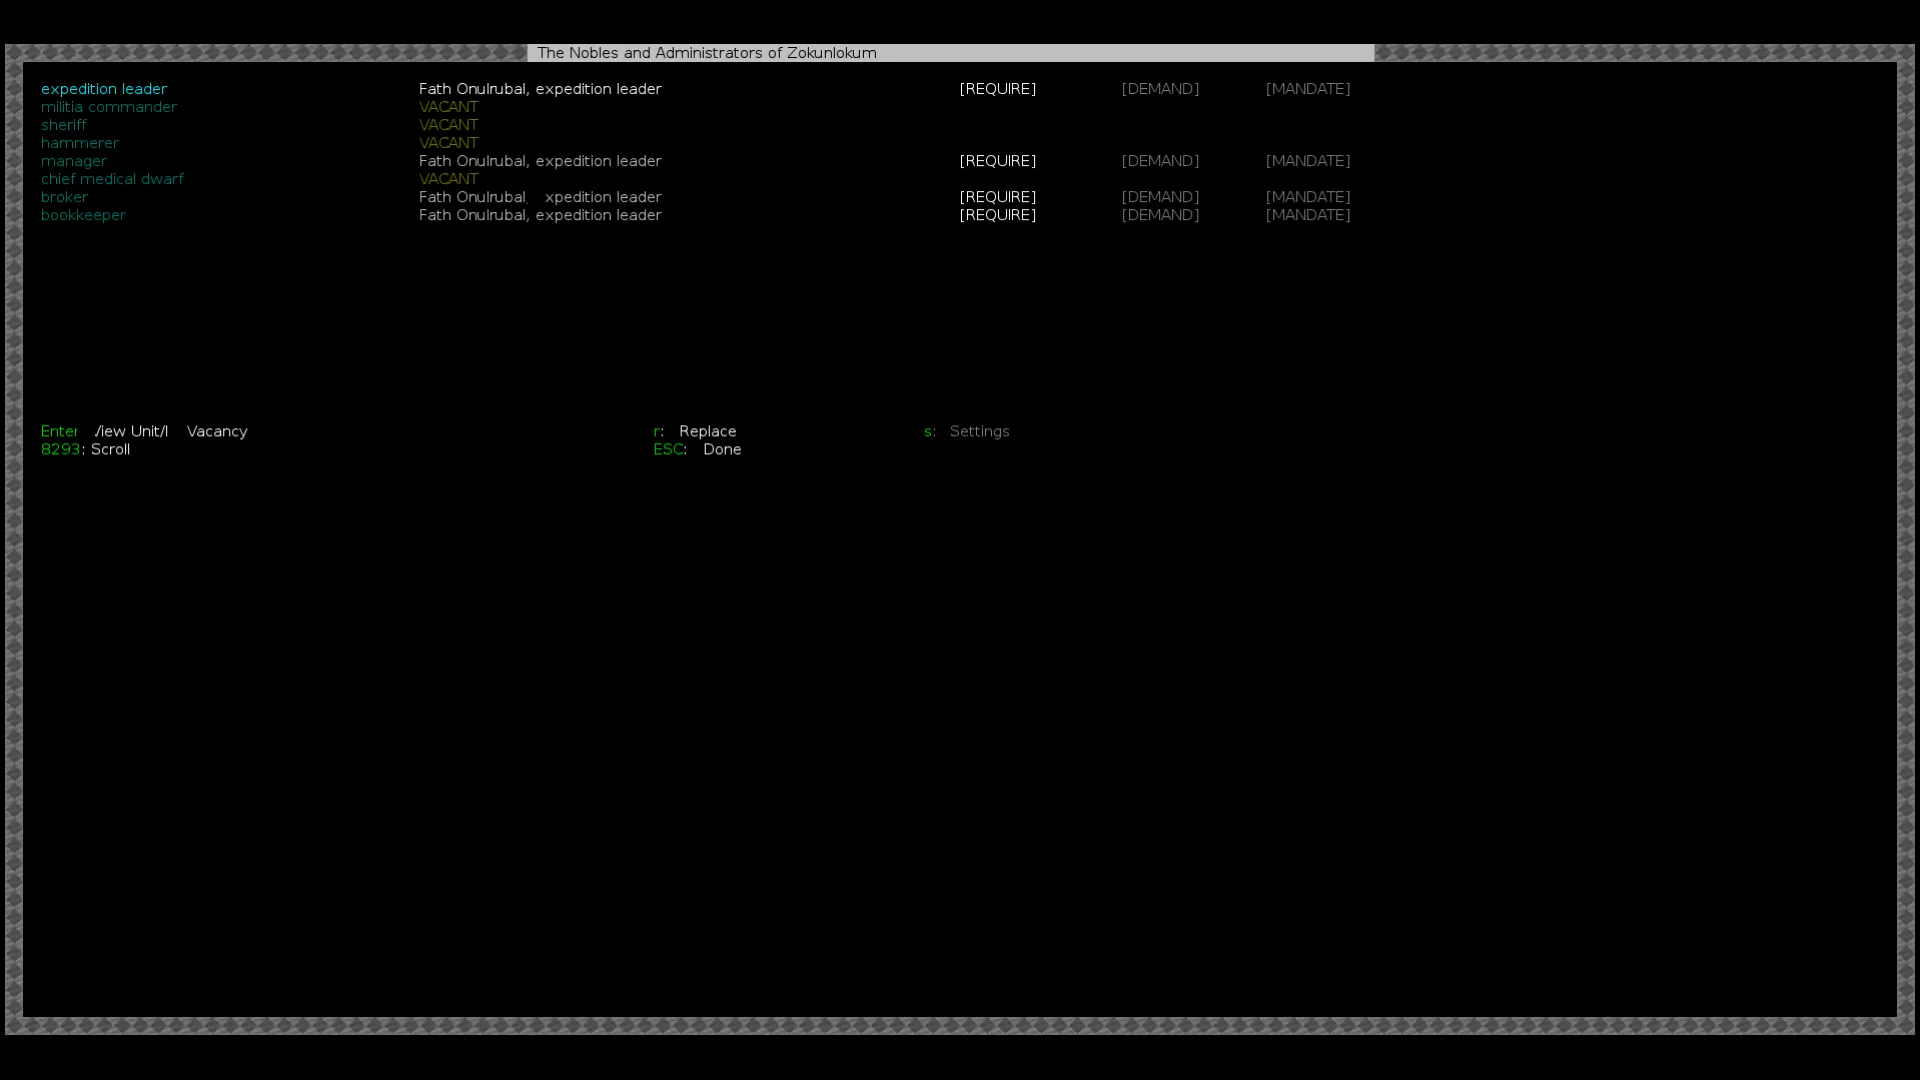 The Nobles and Administrators of Zokunlokum
expedition leader Fath Onulrubal, expedition leader [REQUIRE] [DEMAND] [MANDATE]
militia commander VACANT
sheriff VACANT
hammerer VACANT
manager Fath Onulrubal, expedition leader [REQUIRE] [DEMAND] [MANDATE]
chief medical dwarf VACANT
broker Fath Onulrubal, xpedition leader [REQUIRE] [DEMAND] [MANDATE]
bookkeeper Fath Onulrubal, expedition leader [REQUIRE] [DEMAND] [MANDATE]
Enter /iew Unit/ Vacancy r: Replace s: Settings
8293: Scroll ESC: Done